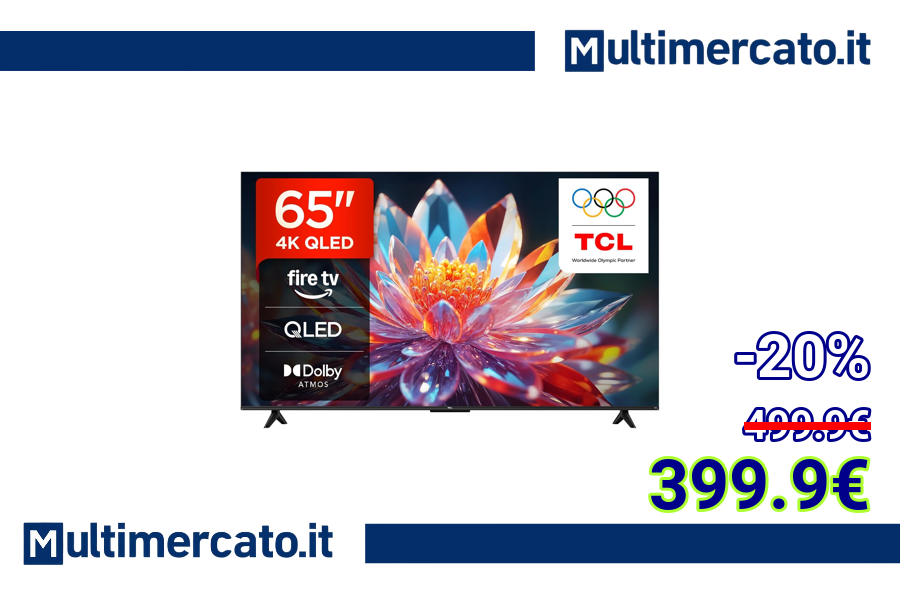 Multimercato.it
65"
4K QLED
fire tv
QLED
Dolby
ATMOS
TCL
Worldwide Olympic Partner
-20%
499.9€
399.9€
Multimercato.it